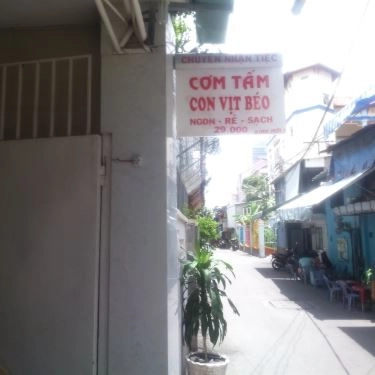 CHUYÊN NHẬN TIỆC
CƠM TẤM
CON VỊT BÉO
NGON - RẺ - SẠCH
29.000